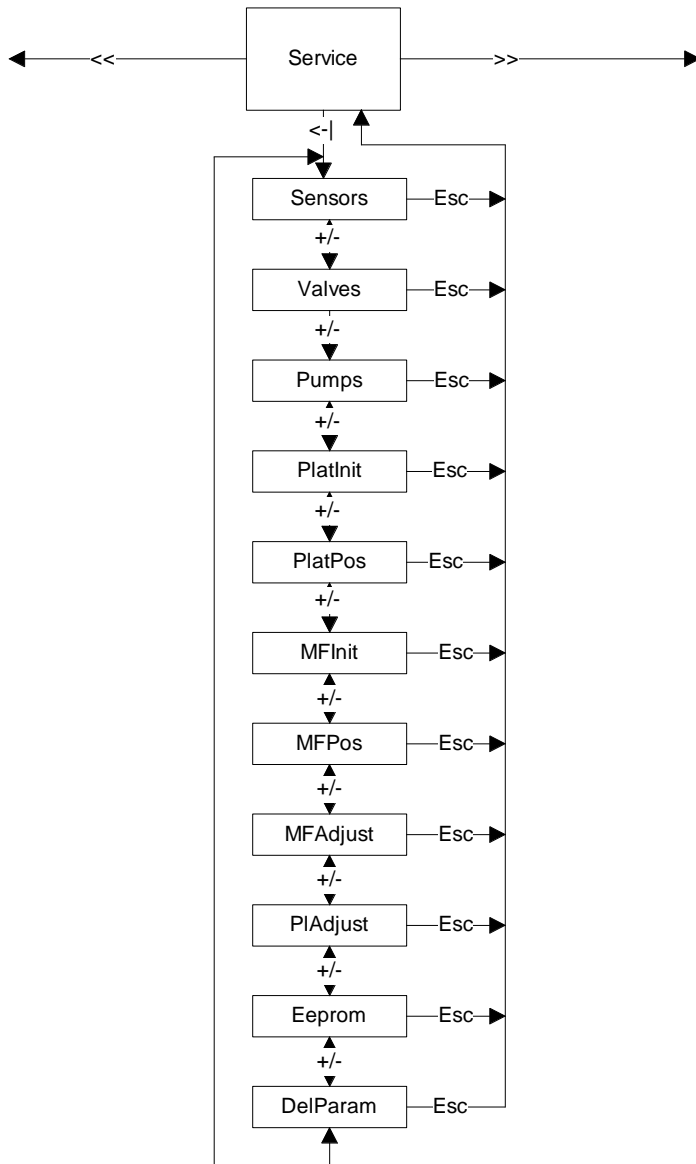 << Service >>
<-|
Sensors Esc
+/-
Valves Esc
+/-
Pumps Esc
+/-
PlatInit Esc
+/-
PlatPos Esc
+/-
MFInit Esc
+/-
MFPos Esc
+/-
MFAdjust Esc
+/-
PlAdjust Esc
+/-
Eeprom Esc
+/-
DelParam Esc